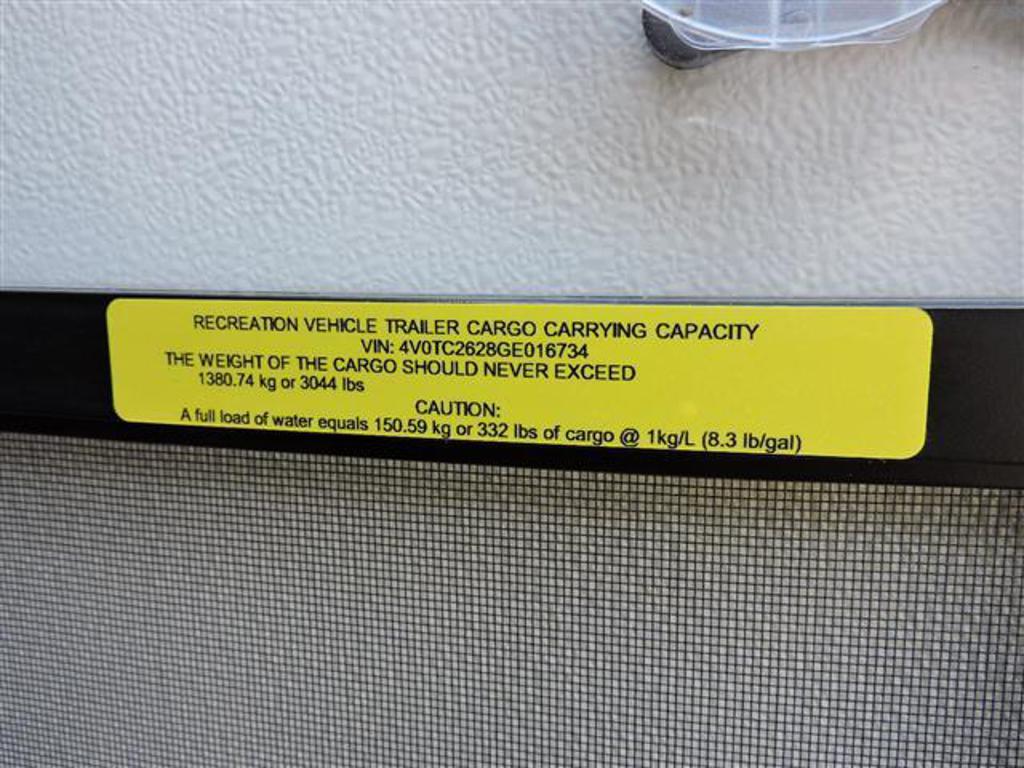 RECREATION VEHICLE TRAILER CARGO CARRYING CAPACITY
VIN: 4V0TC2628GE016734
THE WEIGHT OF THE CARGO SHOULD NEVER EXCEED
1380.74 kg or 3044 lbs
CAUTION:
A full load of water equals 150.59 kg or 332 lbs of cargo @ 1kg/L (8.3 lb/gal)